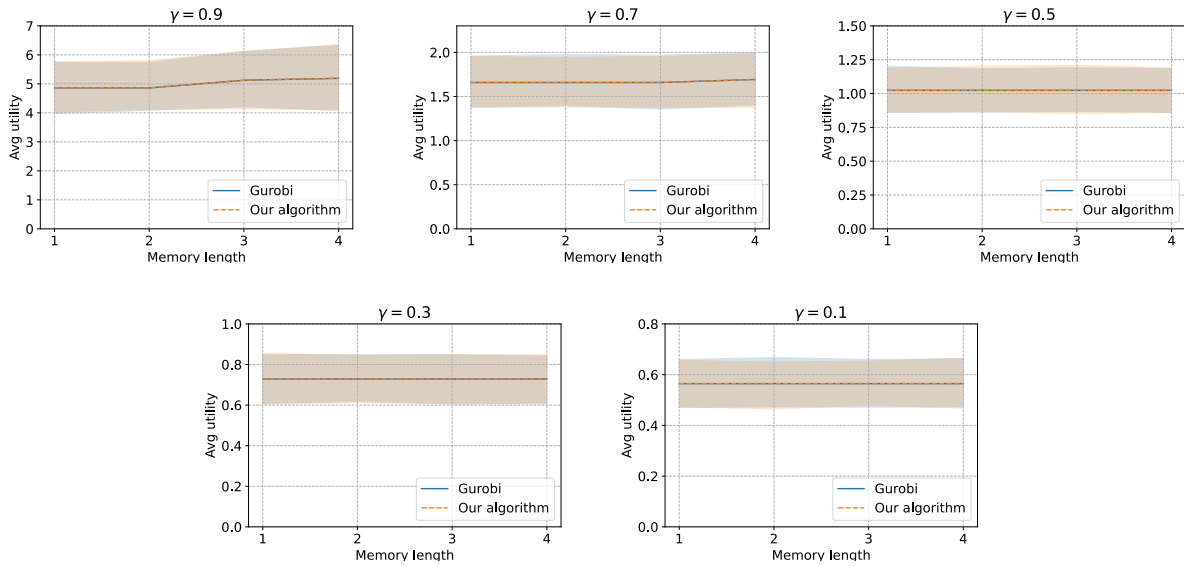 γ = 0.9
7
6
5
4
3
2
1
0
Avg utility
Gurobi
Our algorithm
1 2 3 4
Memory length
γ = 0.7
2.0
1.5
1.0
0.5
0.0
Avg utility
Gurobi
Our algorithm
1 2 3 4
Memory length
γ = 0.5
1.50
1.25
1.00
0.75
0.50
0.25
0.00
Avg utility
Gurobi
Our algorithm
1 2 3 4
Memory length
γ = 0.3
1.0
0.8
0.6
0.4
0.2
0.0
Avg utility
Gurobi
Our algorithm
1 2 3 4
Memory length
γ = 0.1
0.8
0.6
0.4
0.2
0.0
Avg utility
Gurobi
Our algorithm
1 2 3 4
Memory length